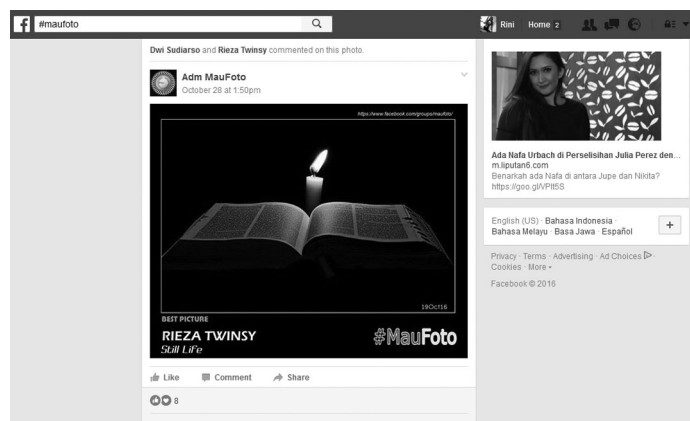 #maufoto
Rini Home 2
Dwi Sudiarso and Rieza Twinsy commented on this photo.
Adm MauFoto
October 28 at 1:50pm
https://www.facebook.com/groups/maufoto/
19Oct16
BEST PICTURE
RIEZA TWINSY
Still Life
#MauFoto
Like Comment Share
8
Ada Nafa Urbach di Perselisihan Julia Perez den...
m.liputan6.com
Benarkah ada Nafa di antara Jupe dan Nikita?
https://goo.gl/VPIt5S
English (US) · Bahasa Indonesia ·
Bahasa Melayu · Basa Jawa · Español
+
Privacy · Terms · Advertising · Ad Choices ·
Cookies · More
Facebook © 2016